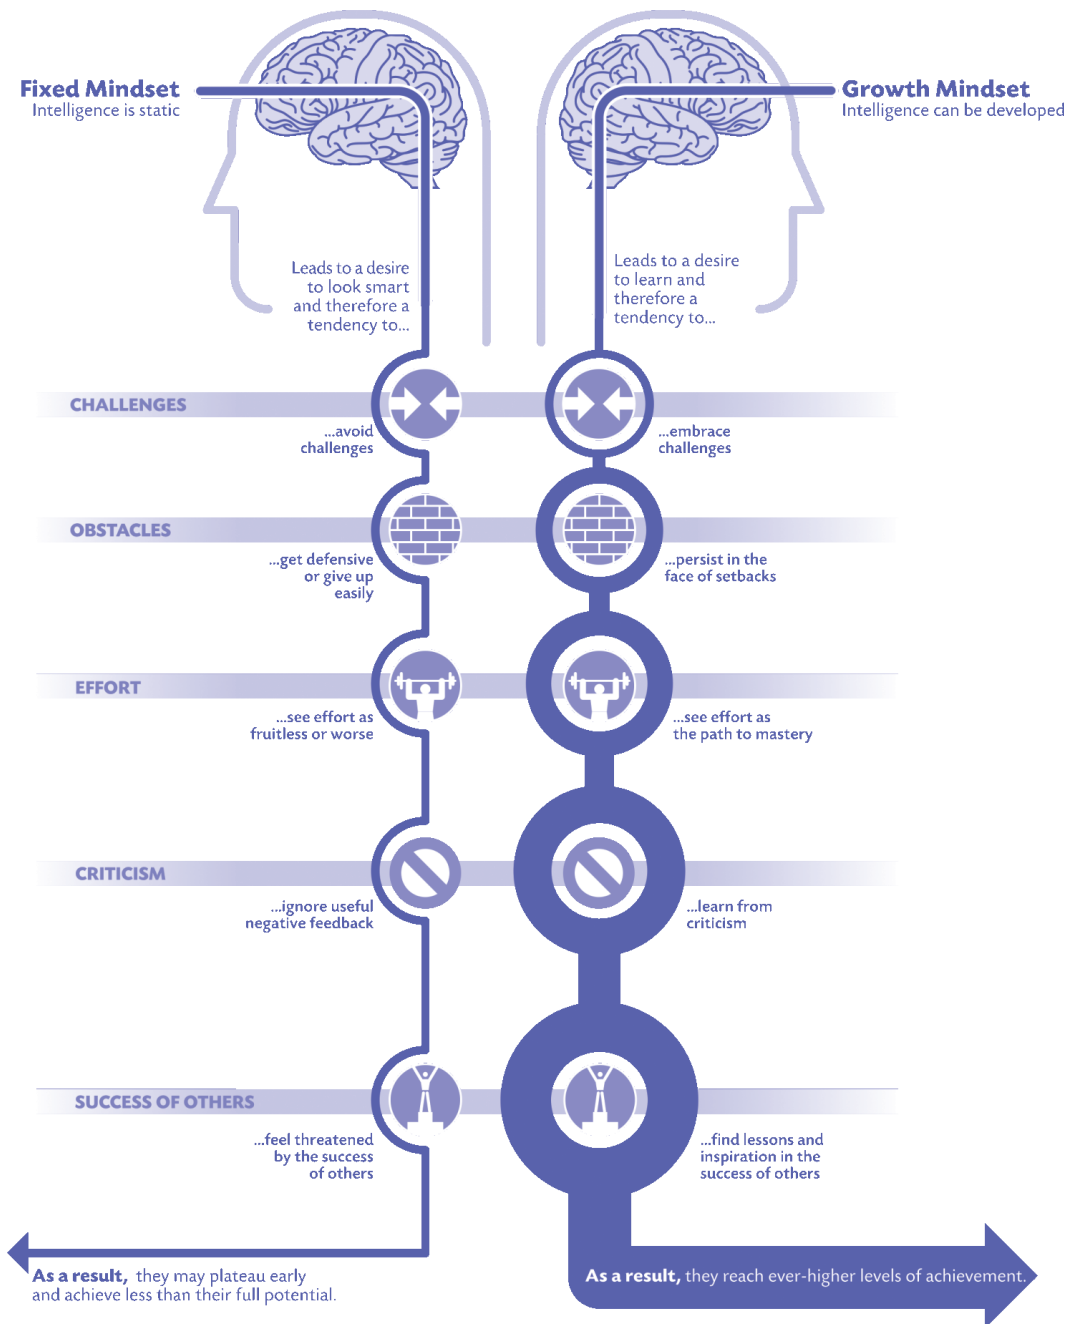 Fixed Mindset
Intelligence is static
Growth Mindset
Intelligence can be developed
Leads to a desire
to look smart
and therefore a
tendency to...
Leads to a desire
to learn and
therefore a
tendency to...
CHALLENGES
...avoid
challenges
...embrace
challenges
OBSTACLES
...get defensive
or give up
easily
...persist in the
face of setbacks
EFFORT
...see effort as
fruitless or worse
...see effort as
the path to mastery
CRITICISM
...ignore useful
negative feedback
...learn from
criticism
SUCCESS OF OTHERS
...feel threatened
by the success
of others
...find lessons and
inspiration in the
success of others
As a result, they may plateau early
and achieve less than their full potential.
As a result, they reach ever-higher levels of achievement.